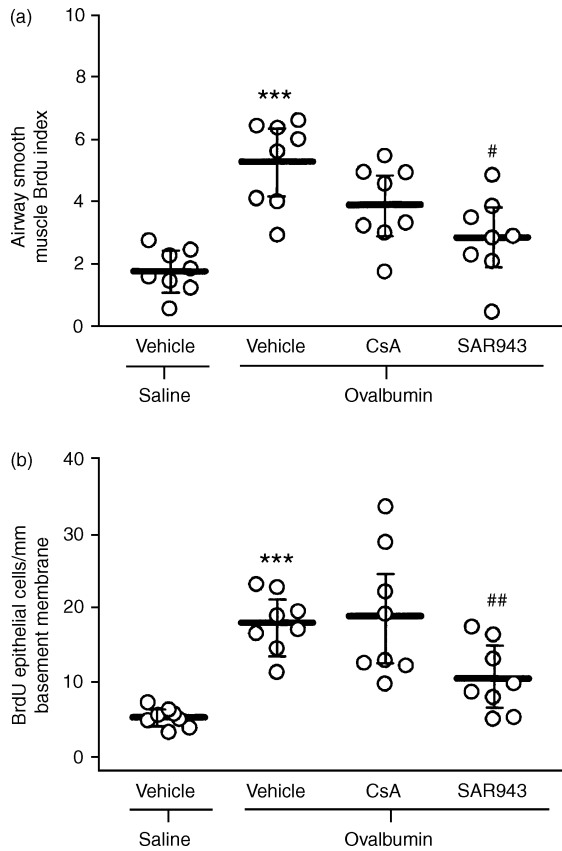 (a)
Airway smooth
muscle Brdu index
10
8
6
4
2
0
***
#
Vehicle Vehicle CsA SAR943
Saline Ovalbumin
(b)
BrdU epithelial cells/mm
basement membrane
40
30
20
10
0
***
##
Vehicle Vehicle CsA SAR943
Saline Ovalbumin